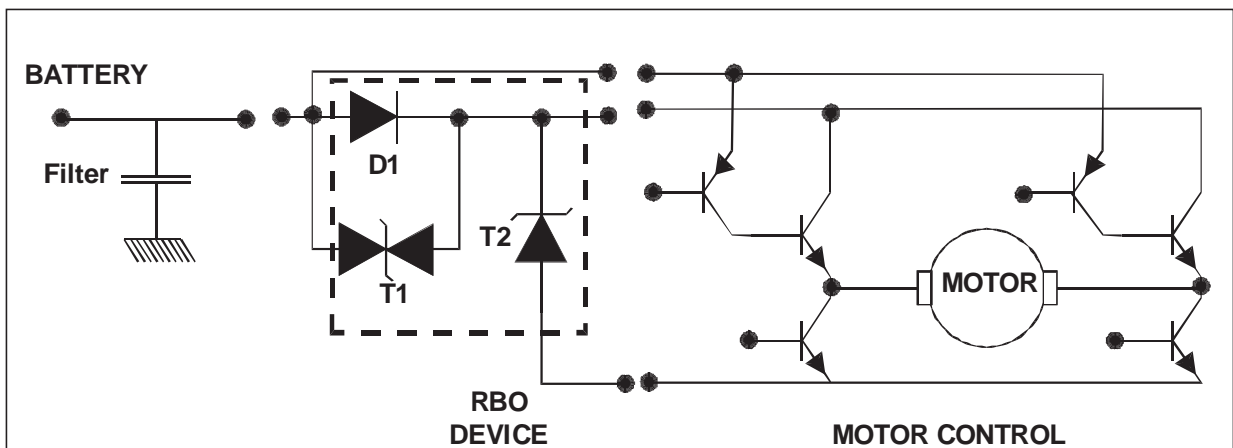 BATTERY
Filter
D1
T1
T2
MOTOR
RBO
DEVICE
MOTOR CONTROL